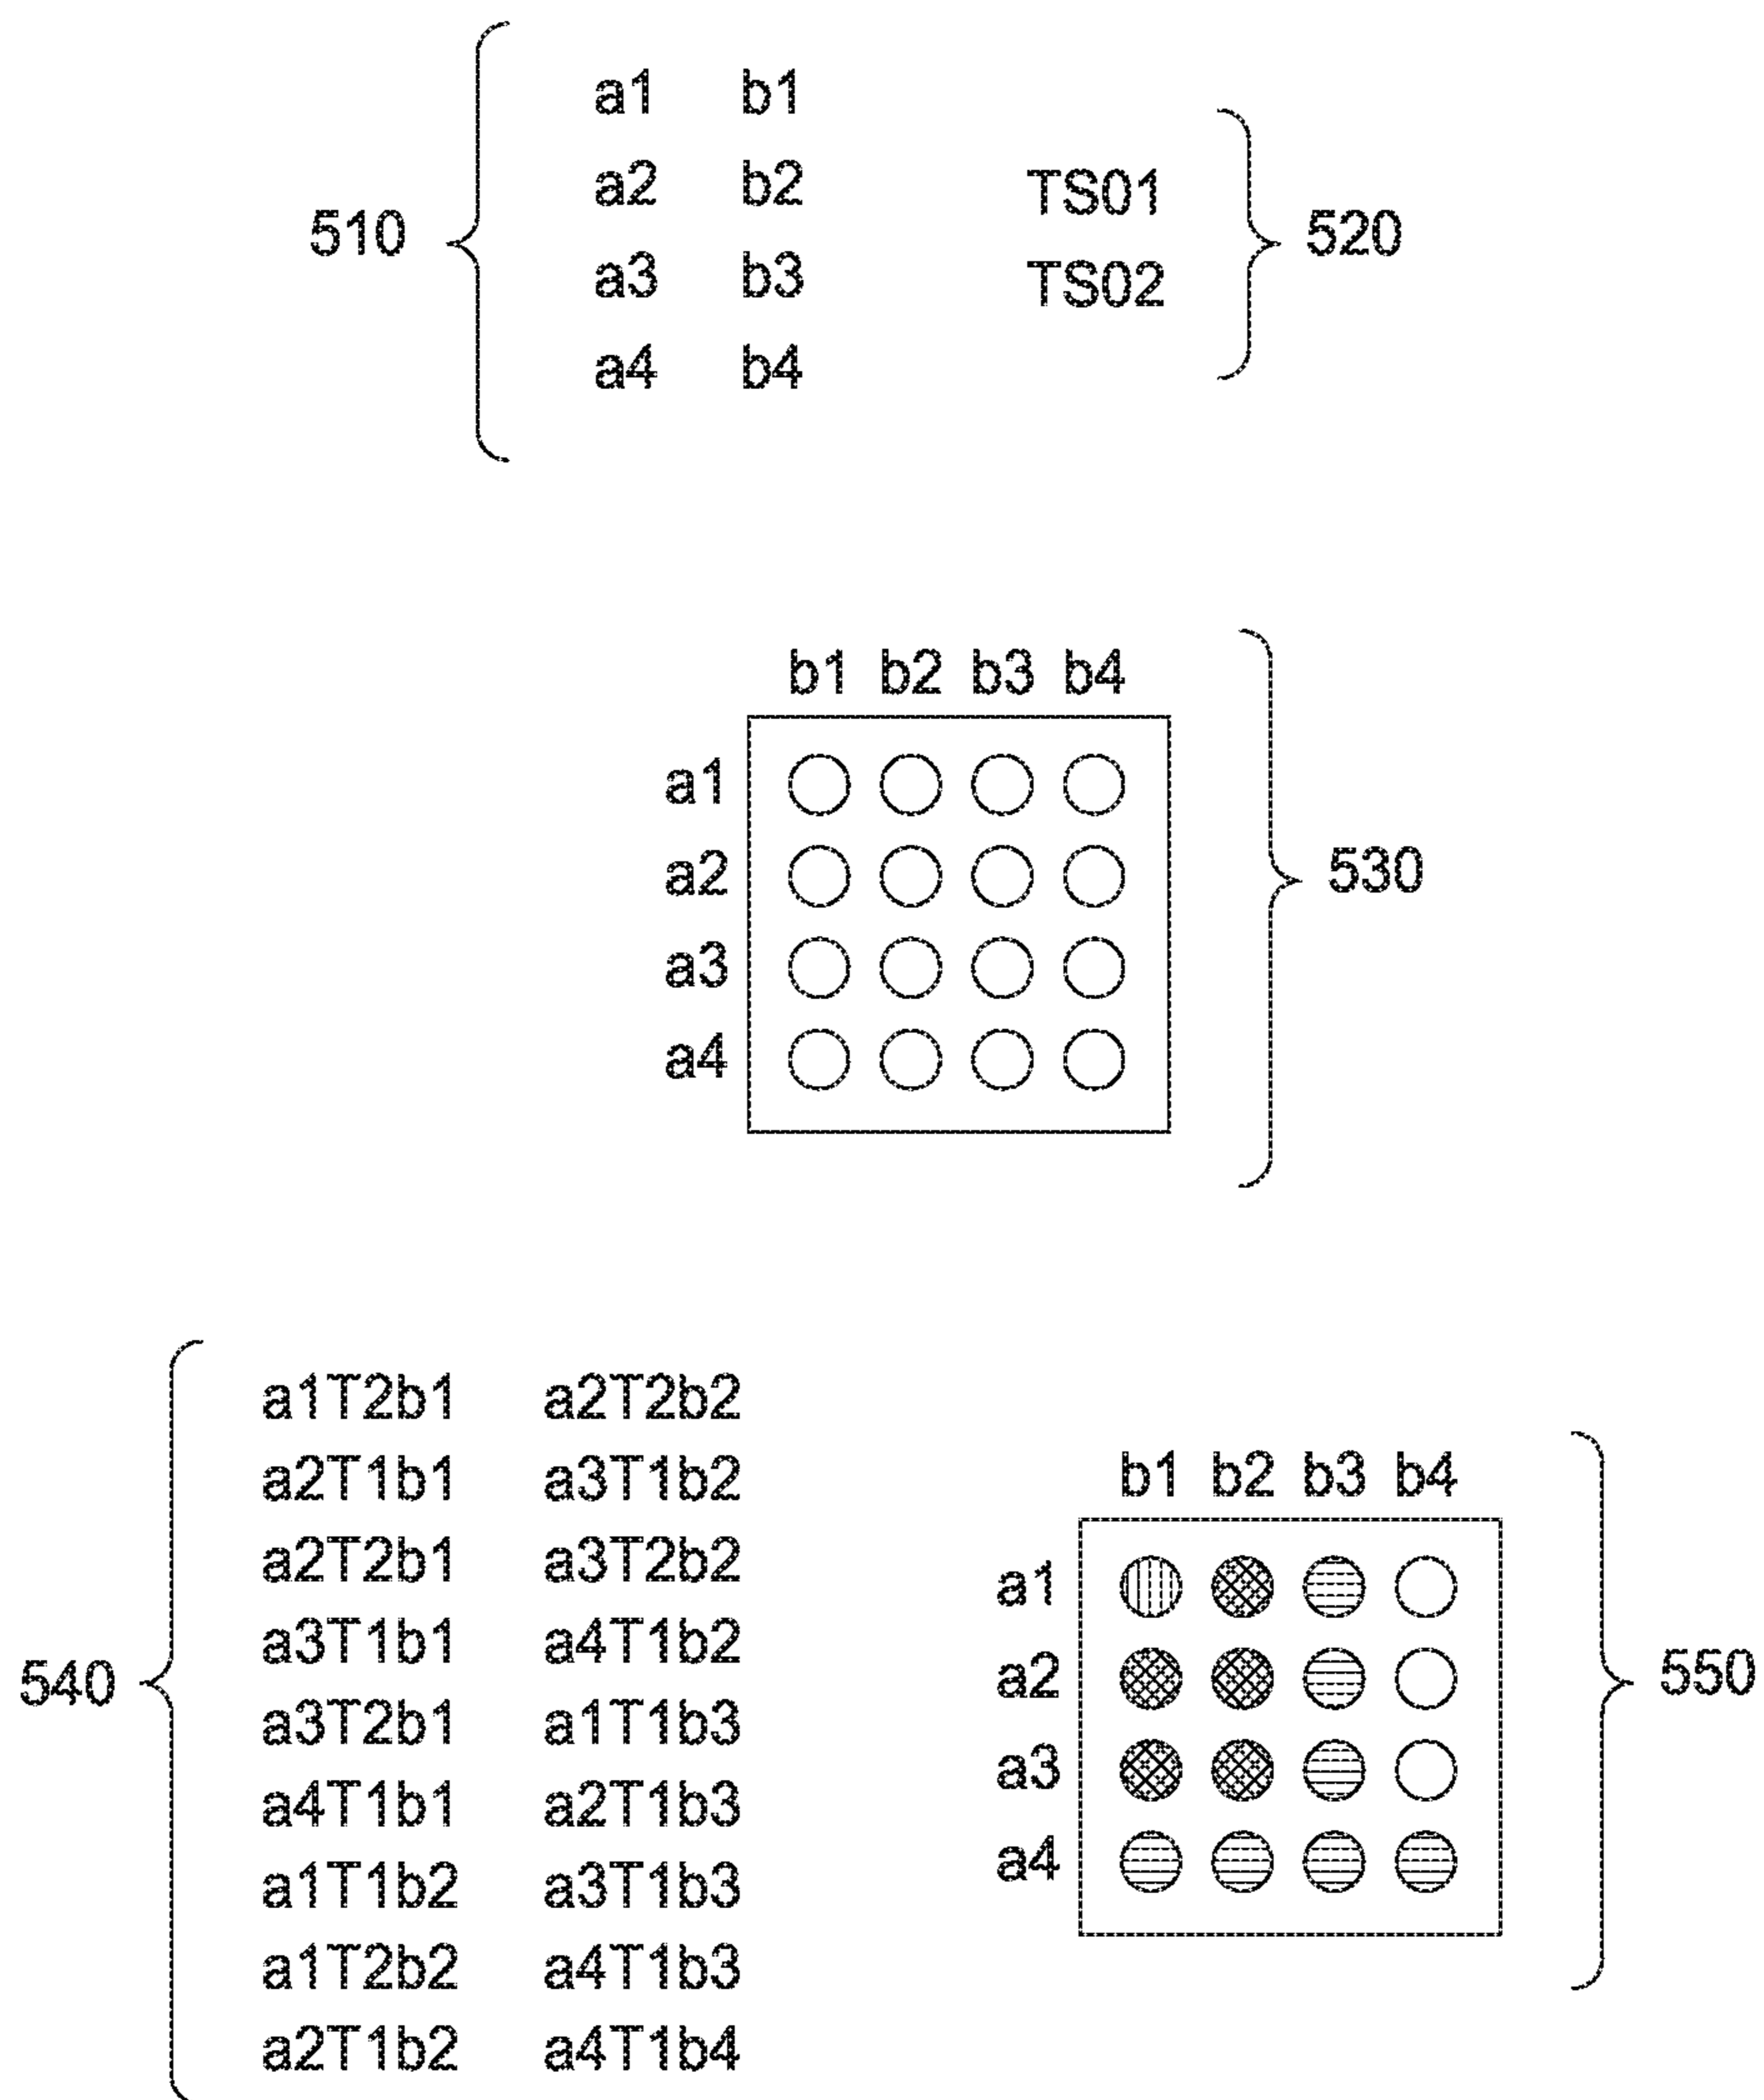 a1 b1
a2 b2
a3 b3
a4 b4
510
TS01
TS02
520
b1 b2 b3 b4
a1
a2
a3
a4
530
540
a1T2b1 a2T2b2
a2T1b1 a3T1b2
a2T2b1 a3T2b2
a3T1b1 a4T1b2
a3T2b1 a1T1b3
a4T1b1 a2T1b3
a1T1b2 a3T1b3
a1T2b2 a4T1b3
a2T1b2 a4T1b4
b1 b2 b3 b4
a1
a2
a3
a4
550